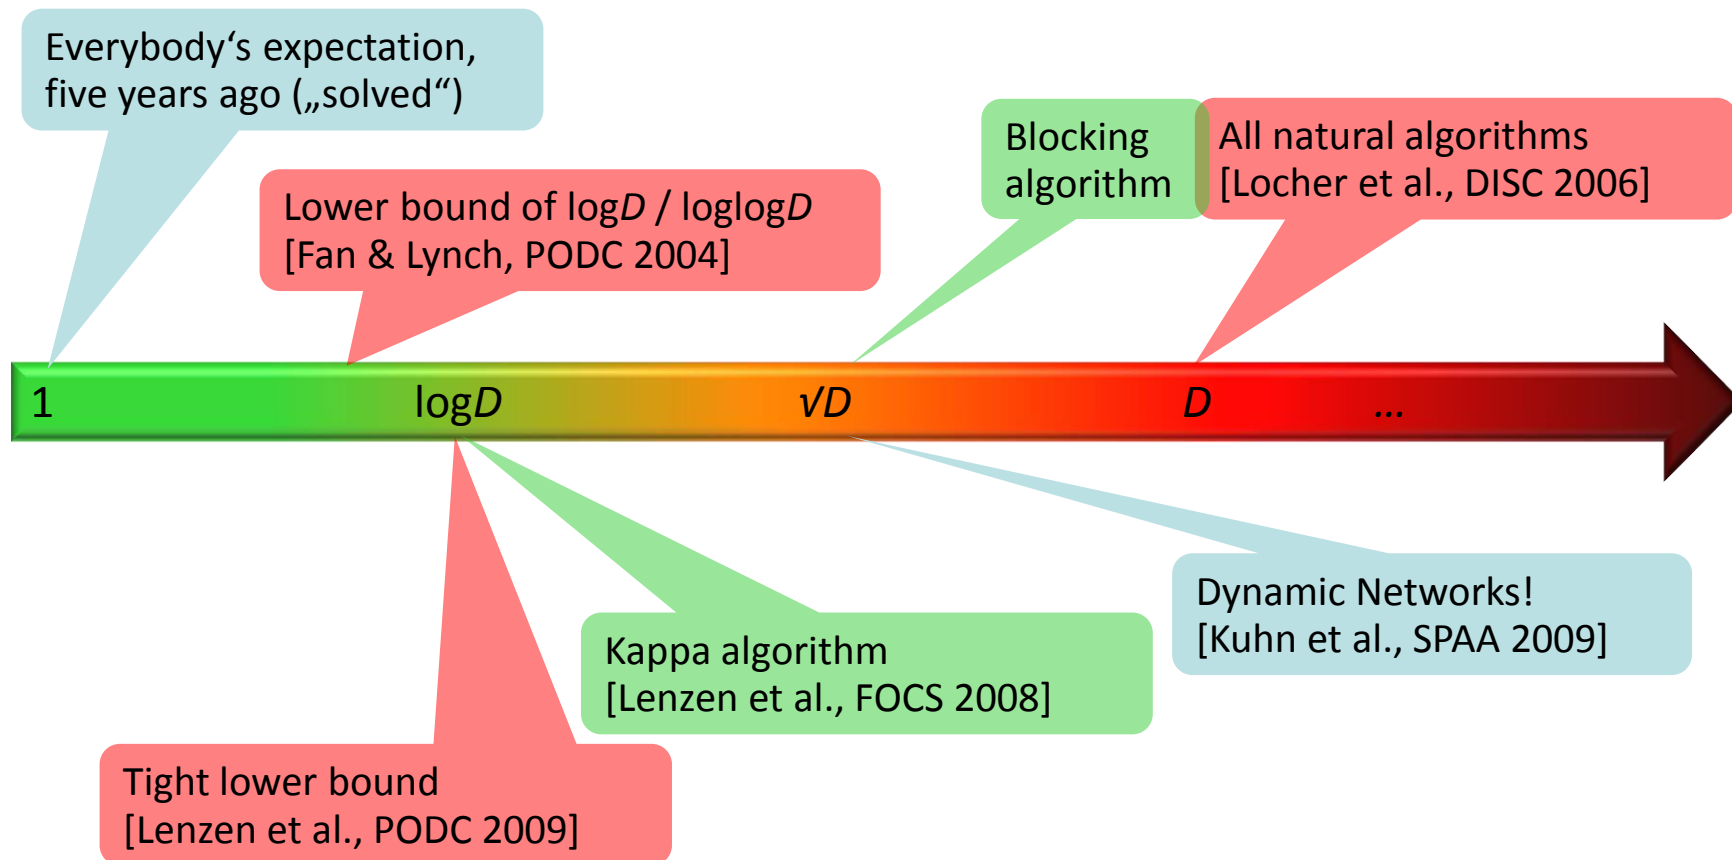 Everybody‘s expectation,
five years ago („solved“)
Blocking
algorithm
All natural algorithms
[Locher et al., DISC 2006]
Lower bound of logD / loglogD
[Fan & Lynch, PODC 2004]
1
logD
√D
D
...
Dynamic Networks!
[Kuhn et al., SPAA 2009]
Kappa algorithm
[Lenzen et al., FOCS 2008]
Tight lower bound
[Lenzen et al., PODC 2009]